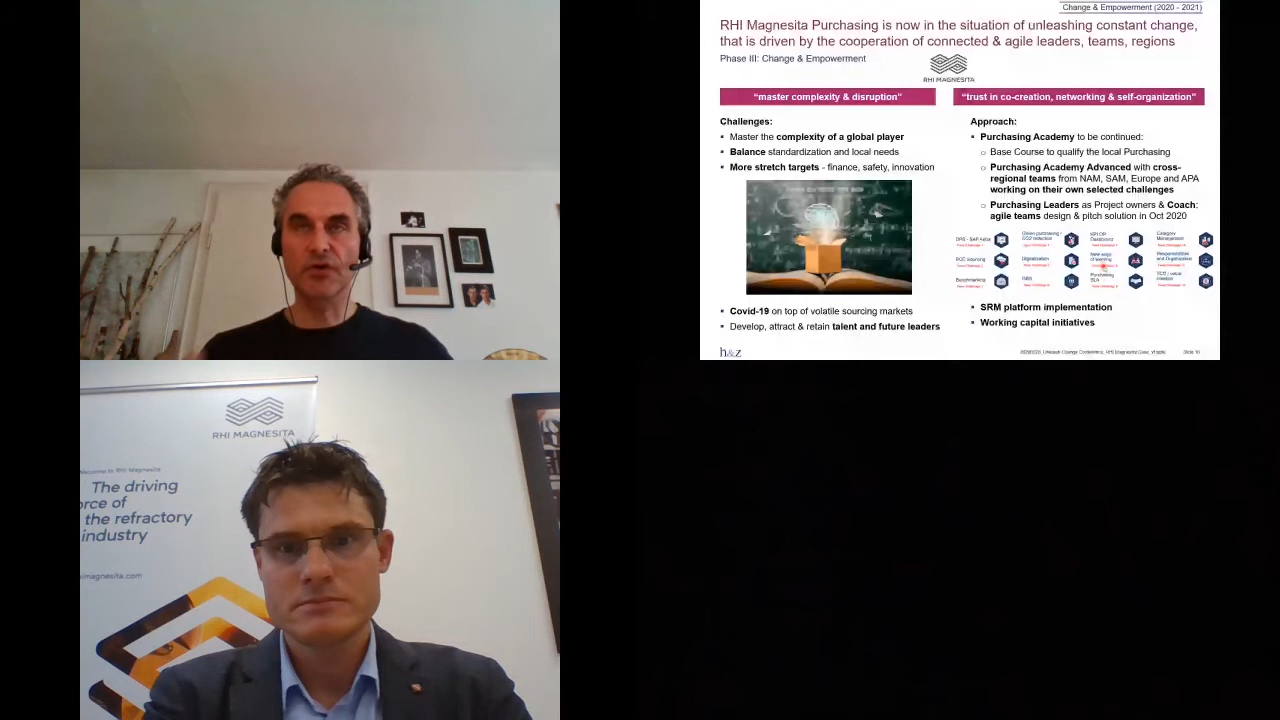 Change & Empowerment (2020 - 2021)
RHI Magnesita Purchasing is now in the situation of unleashing constant change,
that is driven by the cooperation of connected & agile leaders, teams, regions
Phase III: Change & Empowerment
RHI MAGNESITA
“master complexity & disruption”
Challenges:
▪ Master the complexity of a global player
▪ Balance standardization and local needs
▪ More stretch targets - finance, safety, innovation
▪ Covid-19 on top of volatile sourcing markets
▪ Develop, attract & retain talent and future leaders
“trust in co-creation, networking & self-organization”
Approach:
▪ Purchasing Academy to be continued:
o Base Course to qualify the local Purchasing
o Purchasing Academy Advanced with cross-
regional teams from NAM, SAM, Europe and APA
working on their own selected challenges
o Purchasing Leaders as Project owners & Coach:
agile teams design & pitch solution in Oct 2020
Category
Management
Digitalization
Benchmarking
▪ SRM platform implementation
▪ Working capital initiatives
h&z
Slide
RHI MAGNESITA
Welcome to RHI Magnesita
The driving
orce of
the refractory
industry
himagnesita.com